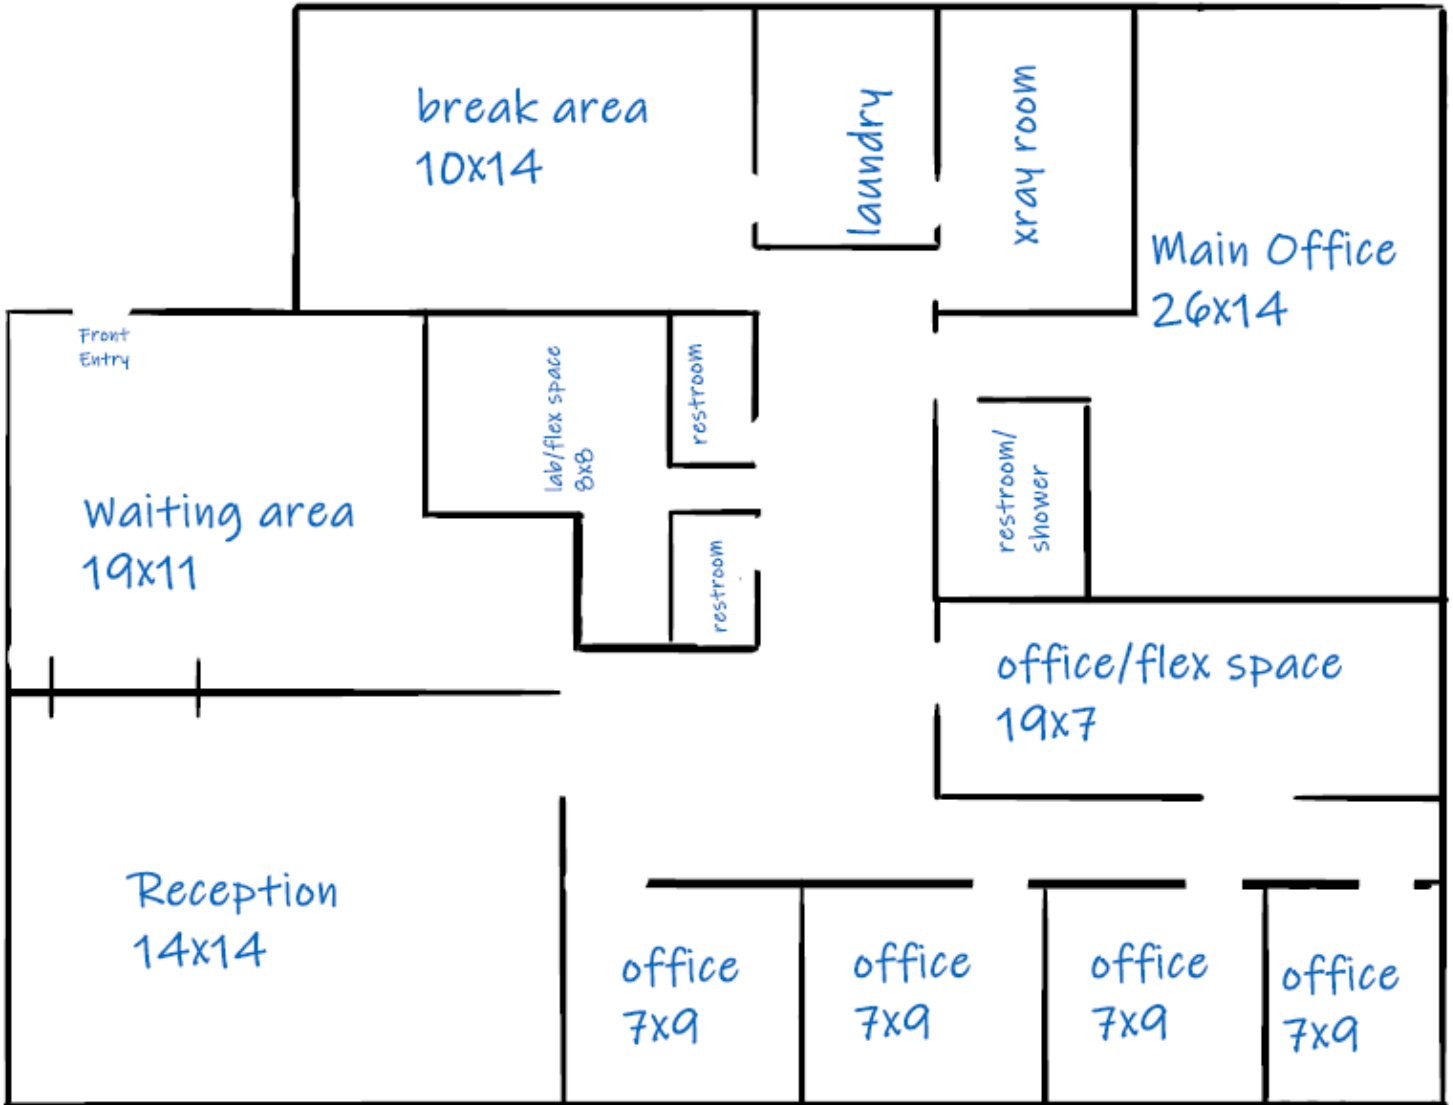 break area
10x14
laundry
xray room
Main Office
26x14
Front
Entry
lab/flex space
8x8
restroom
restroom/
shower
Waiting area
19x11
restroom
office/flex space
19x7
Reception
14x14
office
7x9
office
7x9
office
7x9
office
7x9